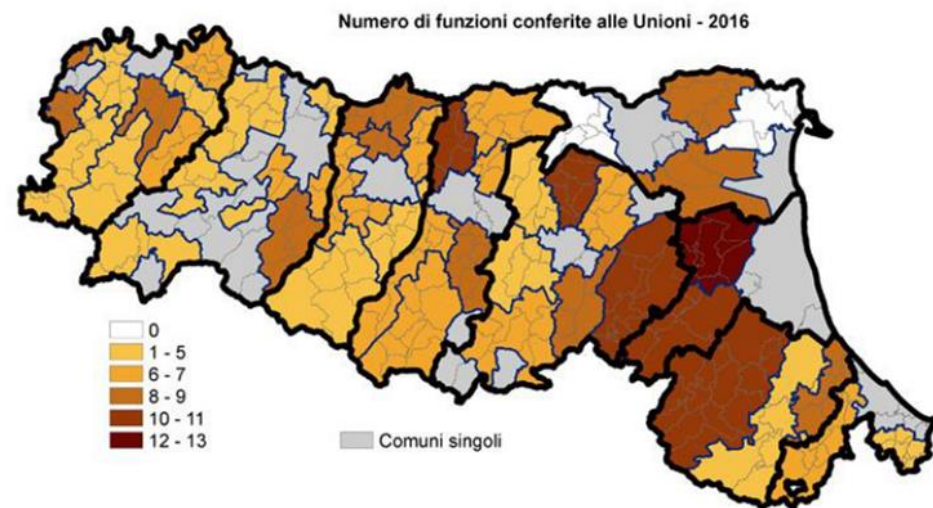 Numero di funzioni conferite alle Unioni - 2016
0
1 - 5
6 - 7
8 - 9
10 - 11
12 - 13
Comuni singoli